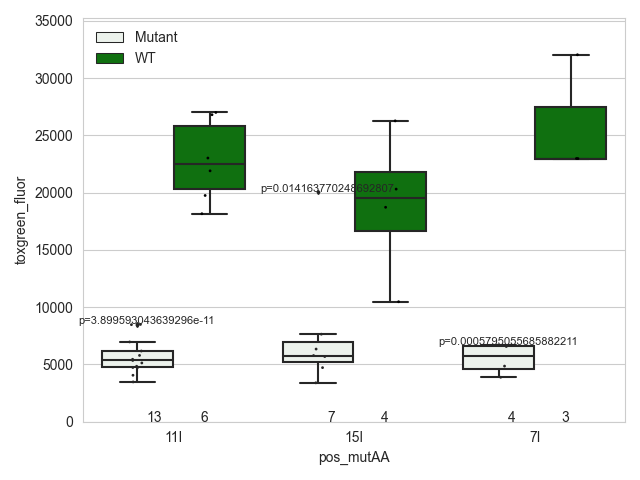 35000
Mutant
WT
30000
25000
20000
p=0.014163770248692807
15000
10000
p=3.899593043639296e-11
p=0.0005795055685882211
5000
0
13 6 7 4 4 3
11I 15I 7I
pos_mutAA
toxgreen_fluor